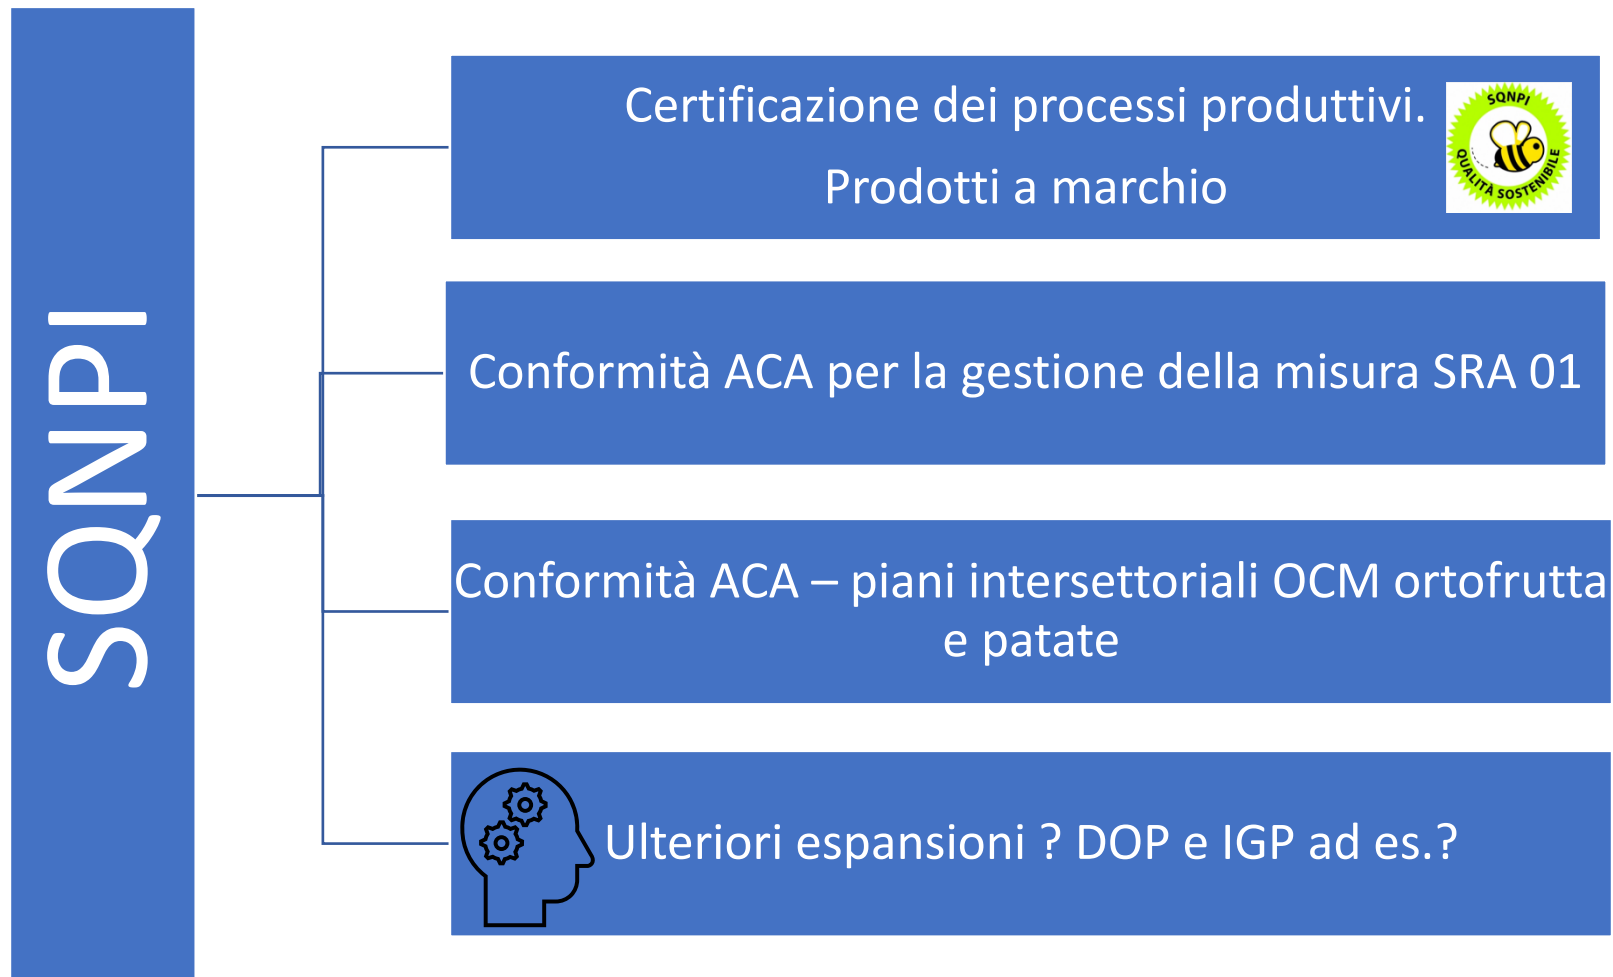 SQNPI
Certificazione dei processi produttivi.
Prodotti a marchio
SQNPI
QUALITÀ SOSTENIBILE
Conformità ACA per la gestione della misura SRA 01
Conformità ACA – piani intersettoriali OCM ortofrutta
e patate
Ulteriori espansioni ? DOP e IGP ad es.?